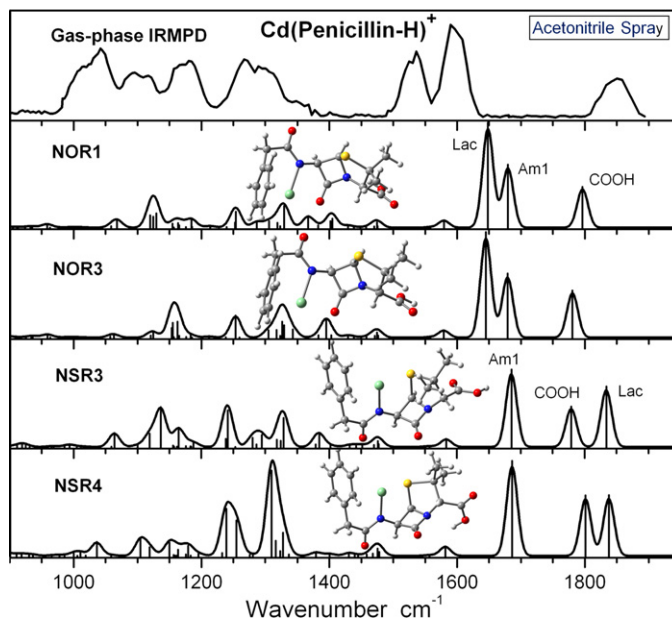 Gas-phase IRMPD
Cd(Penicillin-H)+
Acetonitrile Spray
NOR1
Lac
Am1
COOH
NOR3
NSR3
Am1
COOH
Lac
NSR4
1000 1200 1400 1600 1800
Wavenumber cm-1